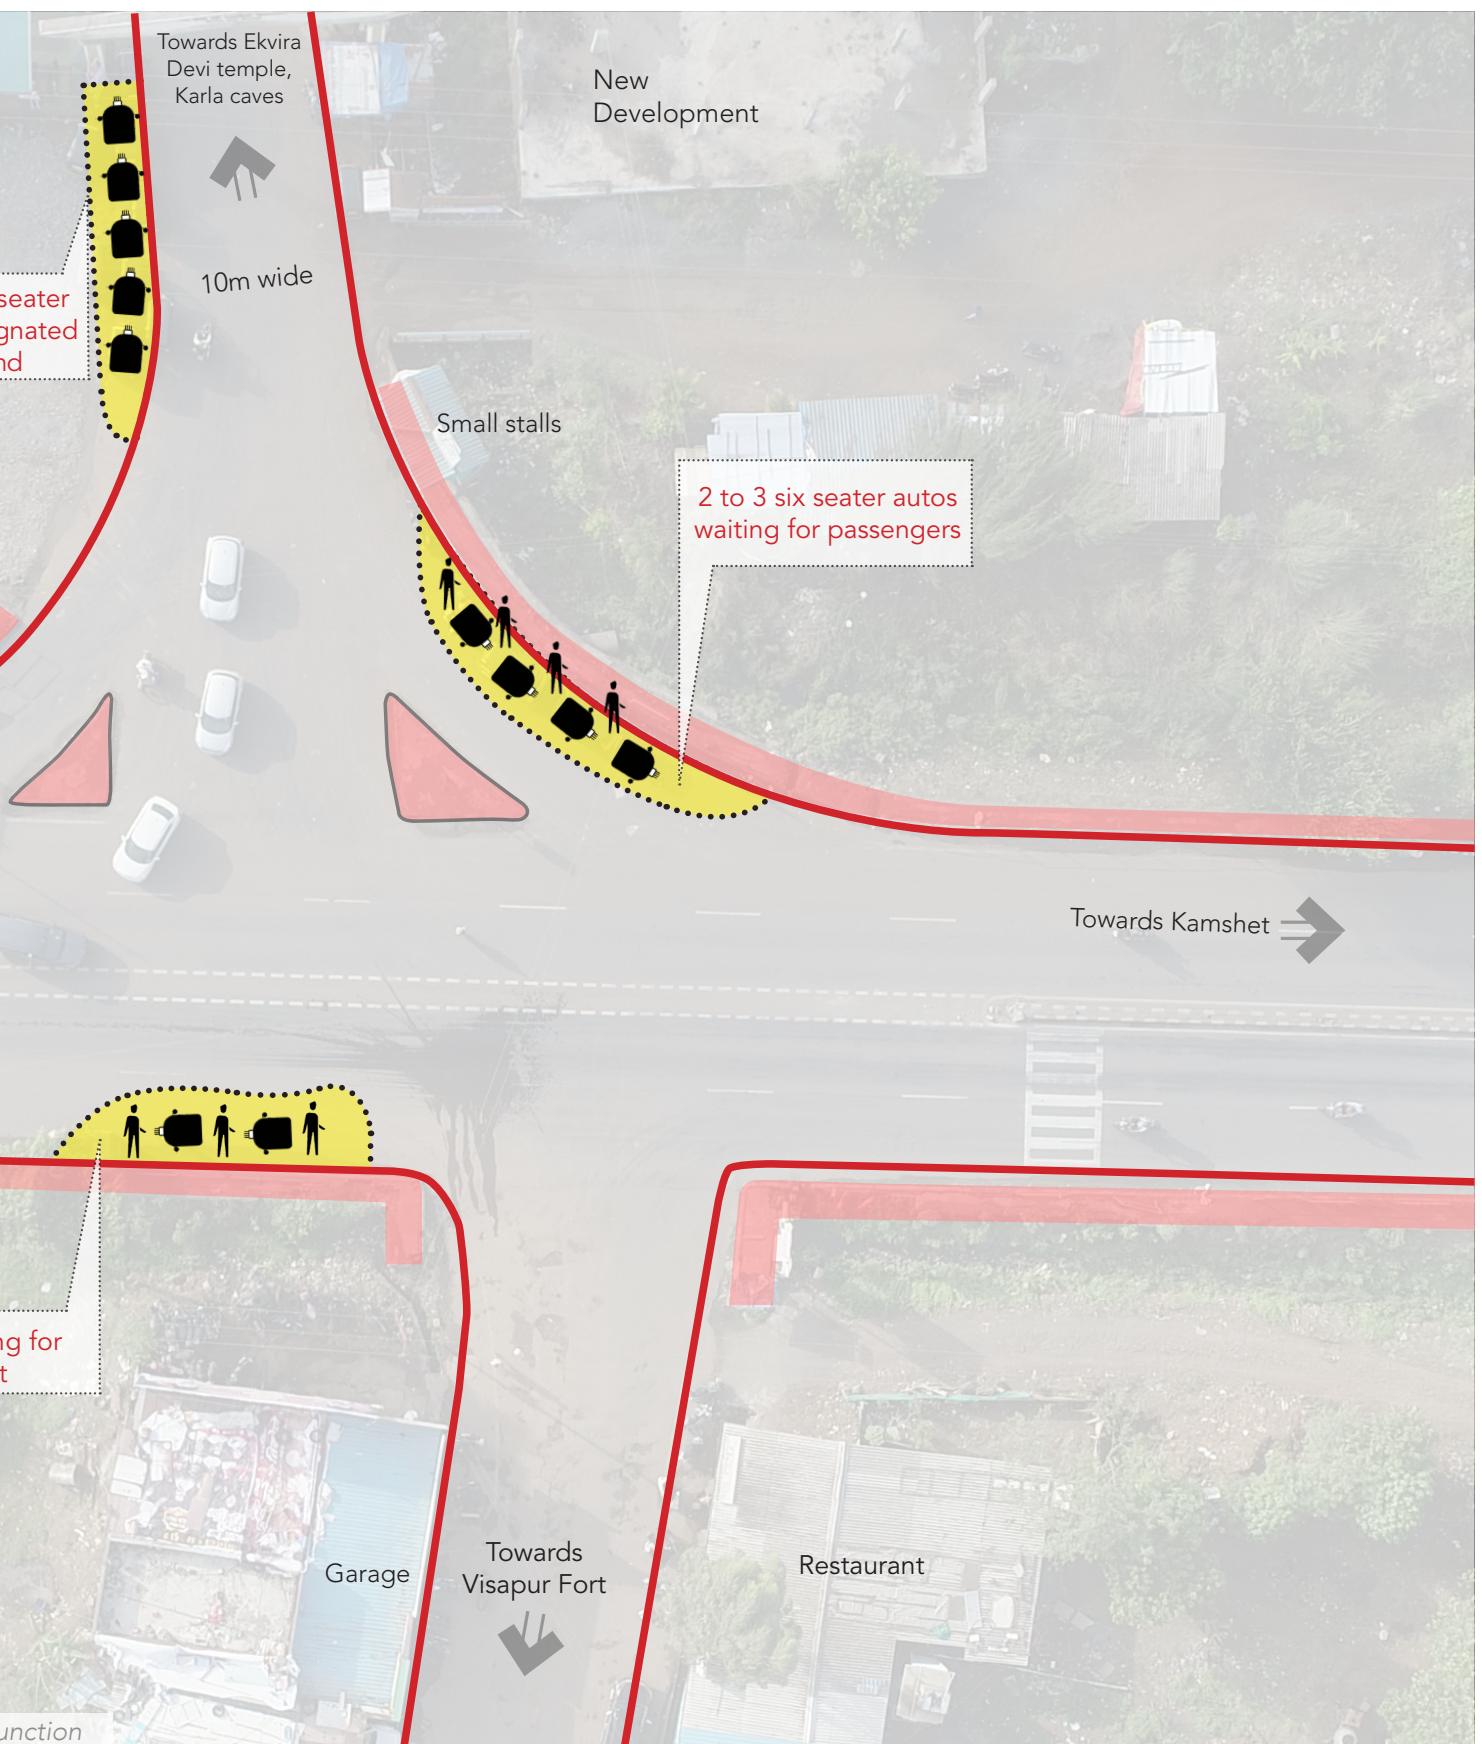 Towards Ekvira
Devi temple,
Karla caves
New
Development
10m wide
seater
gnated
nd
Small stalls
2 to 3 six seater autos
waiting for passengers
Towards Kamshet
ng for
t
Garage
Towards
Visapur Fort
Restaurant
unction